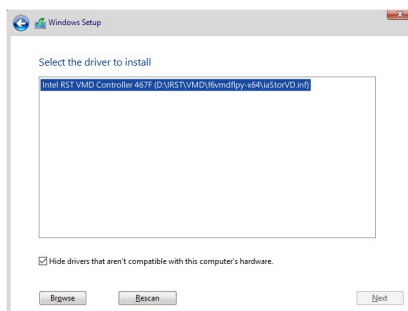 Windows Setup
Select the driver to install
Intel RST VMD Controller 467F (D:\IRST\VMD\f6vmdflpy-x64\iaStorVD.inf)
Hide drivers that aren't compatible with this computer's hardware.
Browse
Rescan
Next